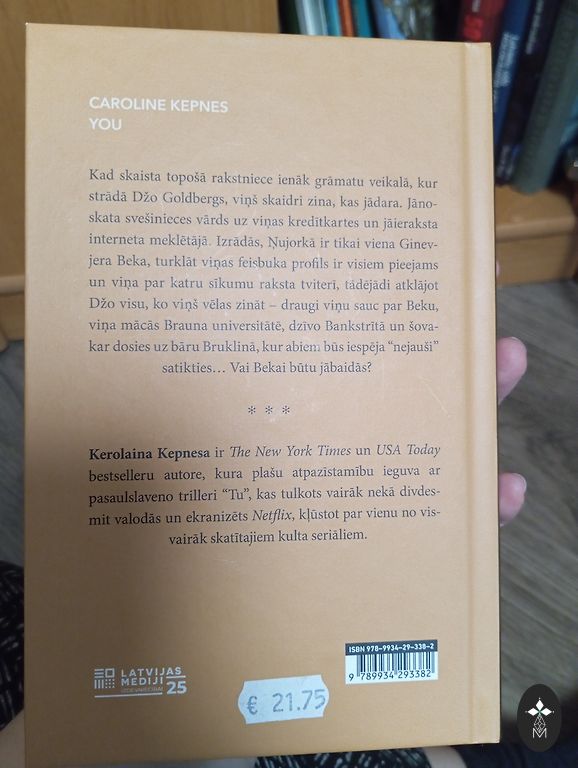 CAROLINE KEPNES
YOU
Kad skaista topošā rakstniece ienāk grāmatu veikalā, kur
strādā Džo Goldbergs, viņš skaidri zina, kas jādara. Jāno-
skata svešinieces vārds uz viņas kredītkartes un jāieraksta
interneta meklētājā. Izrādās, Ņujorkā ir tikai viena Ginev-
jera Beka, turklāt viņas feisbuka profils ir visiem pieejams
un viņa par katru sīkumu raksta tviterī, tādējādi atklājot
Džo visu, ko viņš vēlas zināt – draugi viņu sauc par Beku,
viņa mācās Brauna universitātē, dzīvo Bankstrītā un šova-
kar dosies uz bāru Bruklinā, kur abiem būs iespēja “nejauši”
satikties… Vai Bekai būtu jābaidās?
* * *
Kerolaina Kepnesa ir The New York Times un USA Today
bestselleru autore, kura plašu atpazīstamību ieguva ar
pasaulslaveno trilleri “Tu”, kas tulkots vairāk nekā divdes-
mit valodās un ekranizēts Netflix, kļūstot par vienu no vis-
vairāk skatītajiem kulta seriāliem.
ISBN 978-9934-29-338-2
9 789934 293382
LATVIJAS
MEDIJI
IZDEVNIECĪBAI 25
€ 21.75